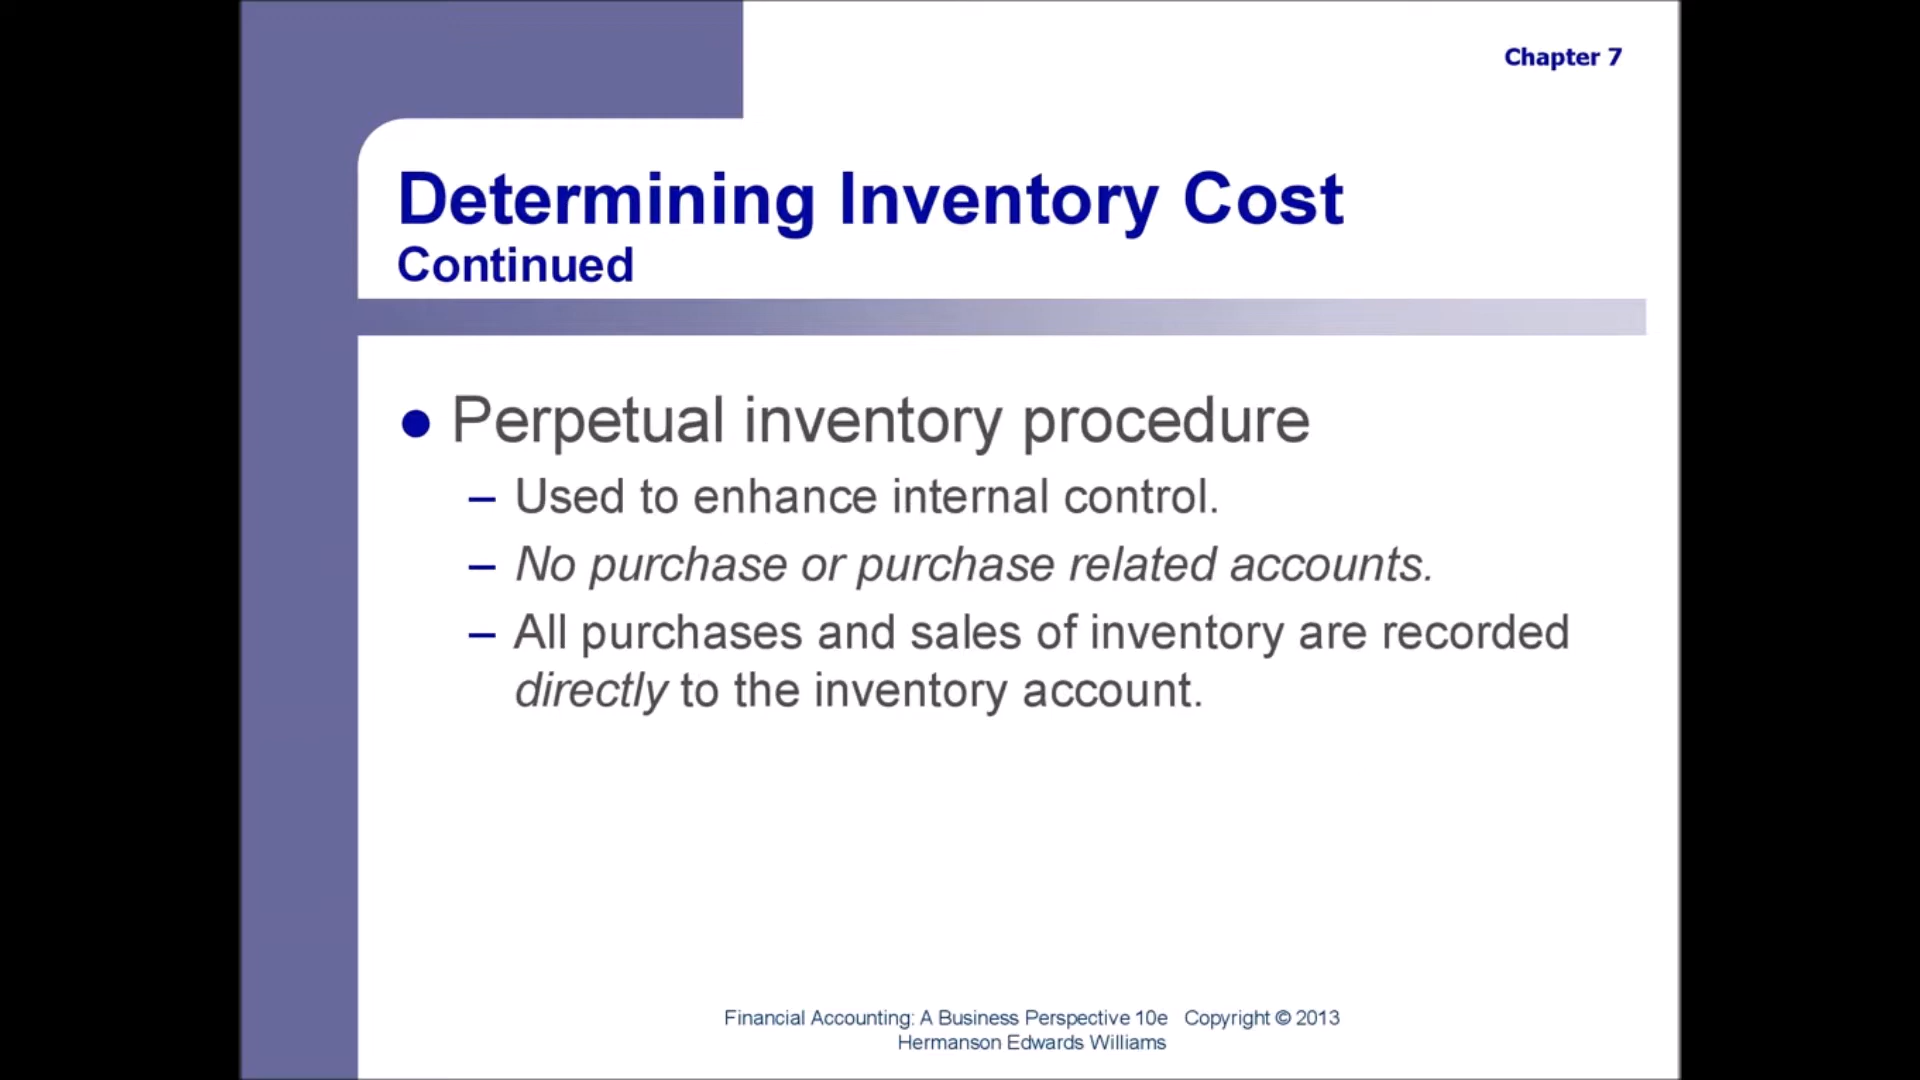 Chapter 7
Determining Inventory Cost
Continued
● Perpetual inventory procedure
– Used to enhance internal control.
– No purchase or purchase related accounts.
– All purchases and sales of inventory are recorded
directly to the inventory account.
Financial Accounting: A Business Perspective 10e Copyright © 2013
Hermanson Edwards Williams